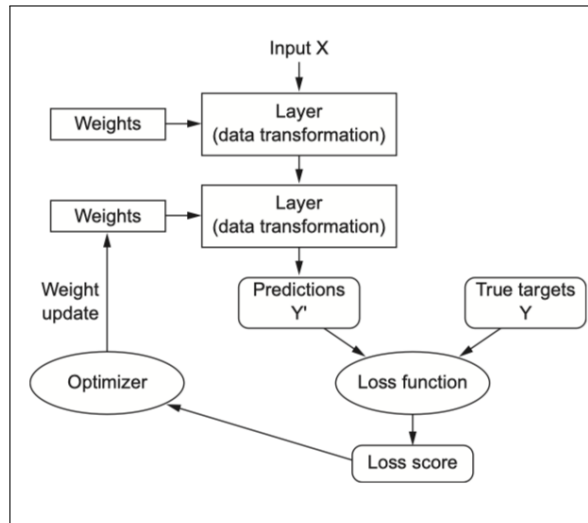 Input X
Weights
Layer
(data transformation)
Weights
Layer
(data transformation)
Weight
update
Predictions
Y'
True targets
Y
Optimizer
Loss function
Loss score